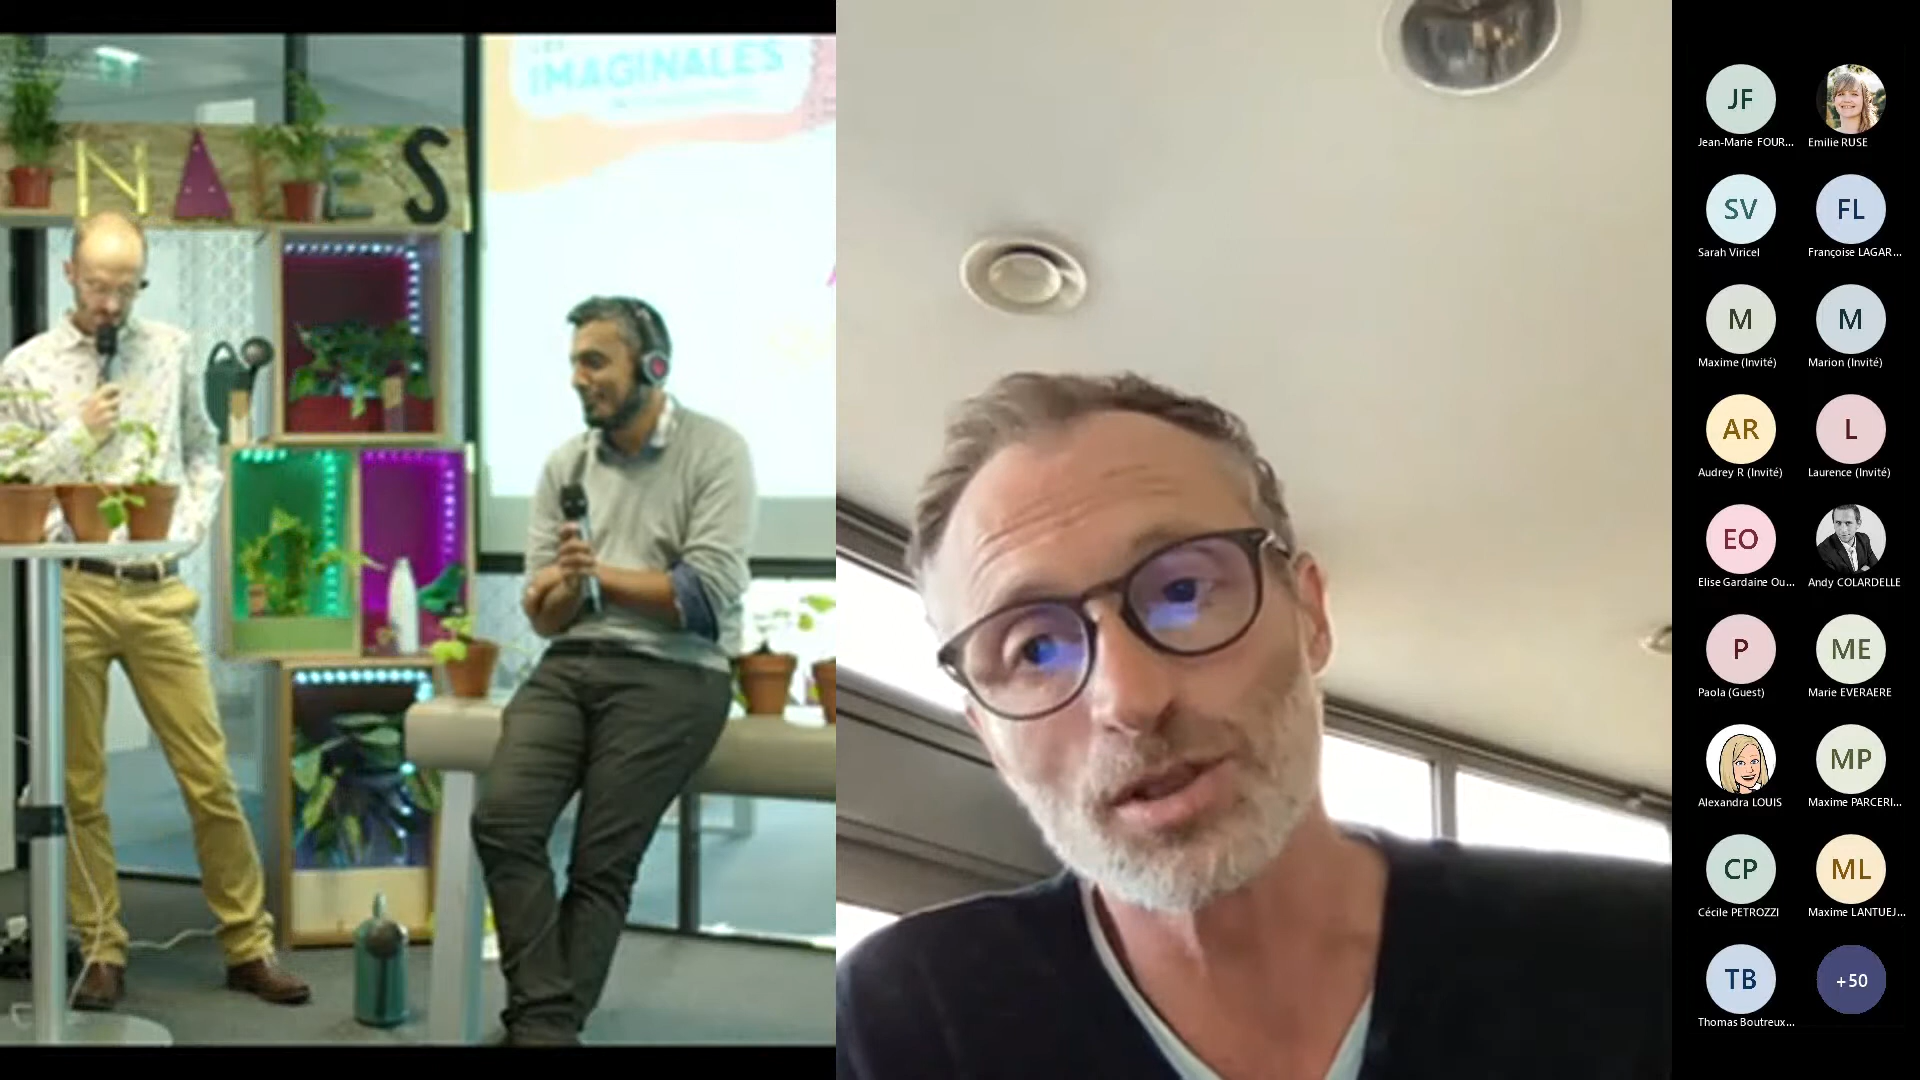 IMAGINALES
N A L E S
JF
Jean-Marie FOUR...
Emilie RUSE
SV
Sarah Viricel
FL
Françoise LAGAR...
M
Maxime (Invité)
M
Marion (Invité)
AR
Audrey R (Invité)
L
Laurence (Invité)
EO
Elise Gardaine Ou...
Andy COLARDELLE
P
Paola (Guest)
ME
Marie EVERAERE
Alexandra LOUIS
MP
Maxime PARCERI...
CP
Cécile PETROZZI
ML
Maxime LANTUEJ...
TB
Thomas Boutreux...
+50